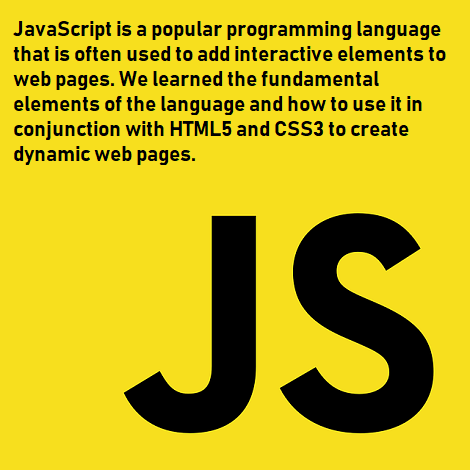 JavaScript is a popular programming language
that is often used to add interactive elements to
web pages. We learned the fundamental
elements of the language and how to use it in
conjunction with HTML5 and CSS3 to create
dynamic web pages.
JS